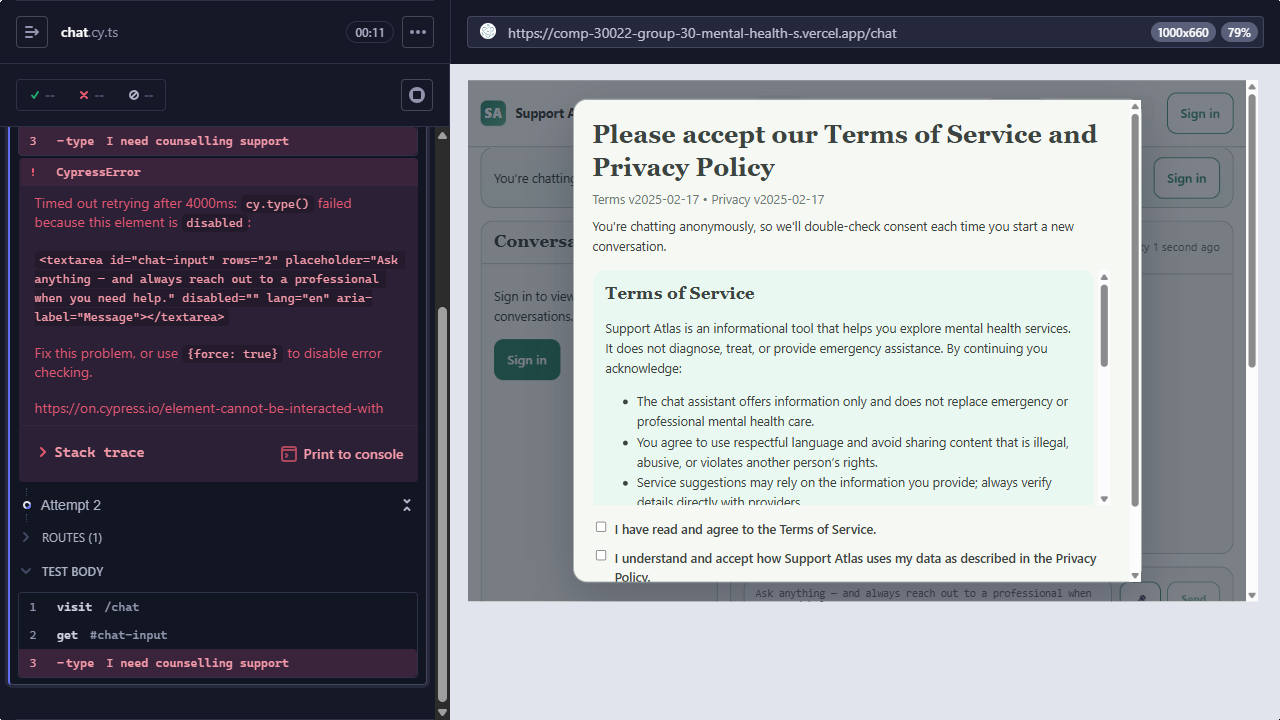 chat.cy.ts
00:11
--
--
--
3 -type I need counselling support
! CypressError
Timed out retrying after 4000ms: cy.type() failed
because this element is disabled:
<textarea id="chat-input" rows="2" placeholder="Ask
anything — and always reach out to a professional
when you need help." disabled="" lang="en" aria-
label="Message"></textarea>
Fix this problem, or use {force: true} to disable error
checking.
https://on.cypress.io/element-cannot-be-interacted-with
Stack trace
Print to console
Attempt 2
ROUTES (1)
TEST BODY
1 visit /chat
2 get #chat-input
3 -type I need counselling support
https://comp-30022-group-30-mental-health-s.vercel.app/chat
1000x660
79%
SA
Support A
Sign in
You're chatting
Sign in
Conversa
y 1 second ago
Sign in to view
conversations.
Sign in
Please accept our Terms of Service and
Privacy Policy
Terms v2025-02-17 • Privacy v2025-02-17
You're chatting anonymously, so we'll double-check consent each time you start a new
conversation.
Terms of Service
Support Atlas is an informational tool that helps you explore mental health services.
It does not diagnose, treat, or provide emergency assistance. By continuing you
acknowledge:
• The chat assistant offers information only and does not replace emergency or
professional mental health care.
• You agree to use respectful language and avoid sharing content that is illegal,
abusive, or violates another person's rights.
• Service suggestions may rely on the information you provide; always verify
details directly with providers.
I have read and agree to the Terms of Service.
I understand and accept how Support Atlas uses my data as described in the Privacy
Policy.
Ask anything — and always reach out to a professional when
Send